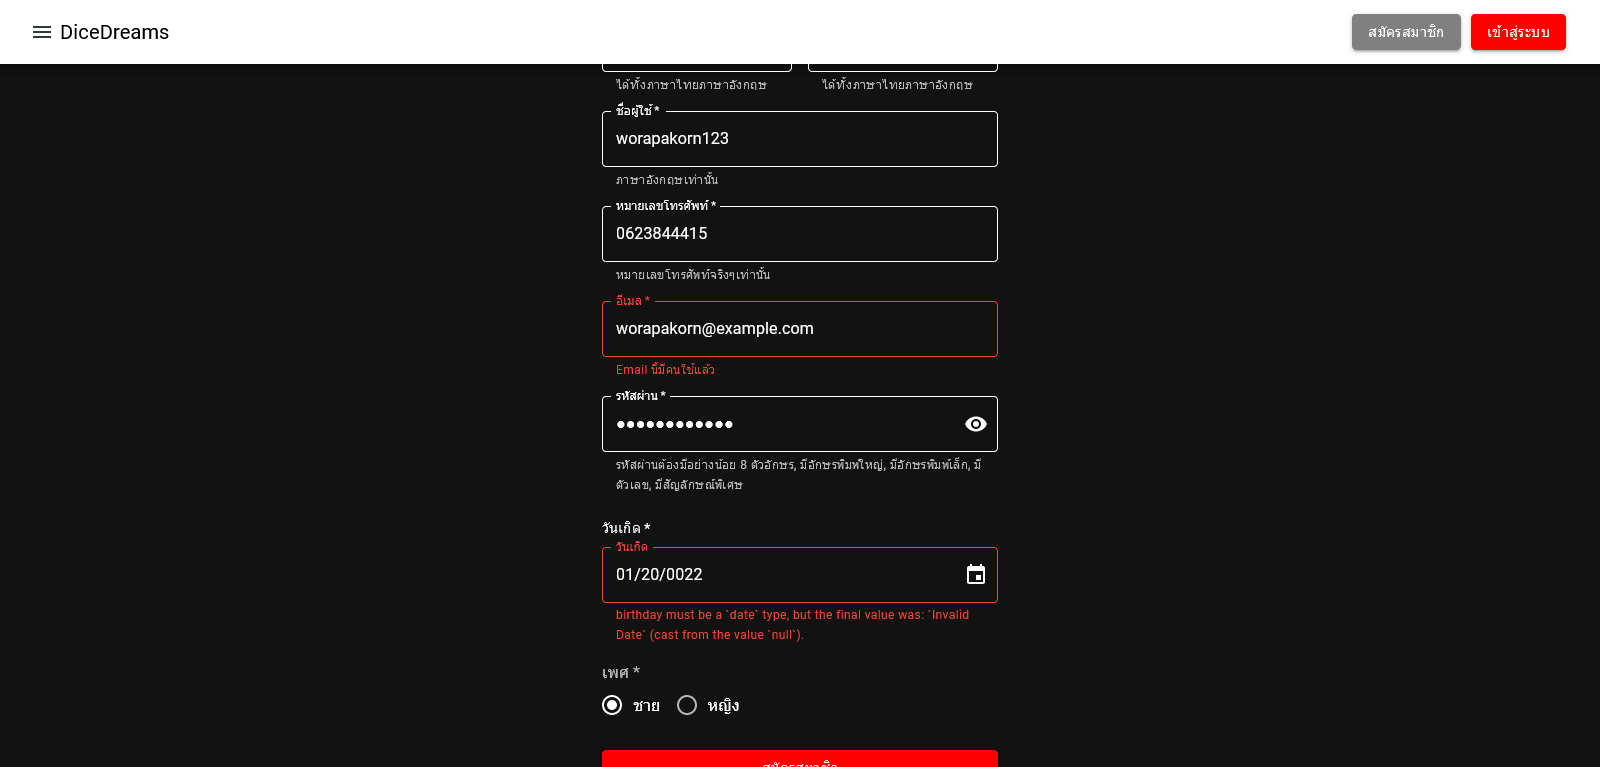 DiceDreams
สมัครสมาชิก
เข้าสู่ระบบ
ได้ทั้งภาษาไทยภาษาอังกฤษ
ได้ทั้งภาษาไทยภาษาอังกฤษ
ชื่อผู้ใช้ *
worapakorn123
ภาษาอังกฤษเท่านั้น
หมายเลขโทรศัพท์ *
0623844415
หมายเลขโทรศัพท์จริงๆเท่านั้น
อีเมล *
worapakorn@example.com
Email นี้มีคนใช้แล้ว
รหัสผ่าน *
••••••••••••
รหัสผ่านต้องมีอย่างน้อย 8 ตัวอักษร, มีอักษรพิมพ์ใหญ่, มีอักษรพิมพ์เล็ก, มี
ตัวเลข, มีสัญลักษณ์พิเศษ
วันเกิด *
วันเกิด
01/20/0022
birthday must be a `date` type, but the final value was: `Invalid
Date` (cast from the value `null`).
เพศ *
ชาย
หญิง
สมัครสมาชิก